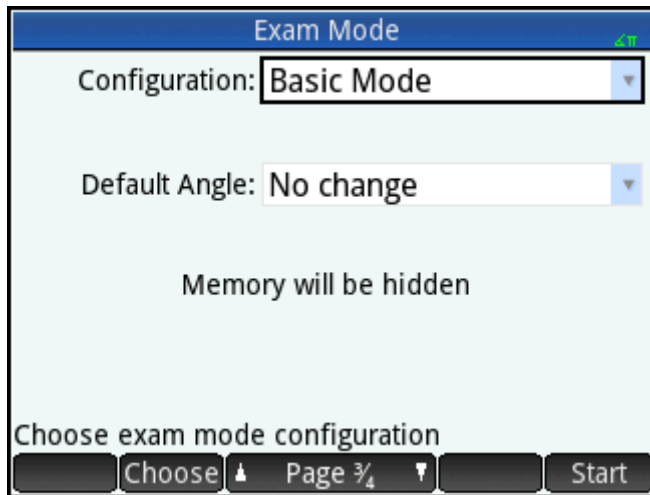 Exam Mode
∡π
Configuration: Basic Mode
Default Angle: No change
Memory will be hidden
Choose exam mode configuration
Choose Page ¾ Start